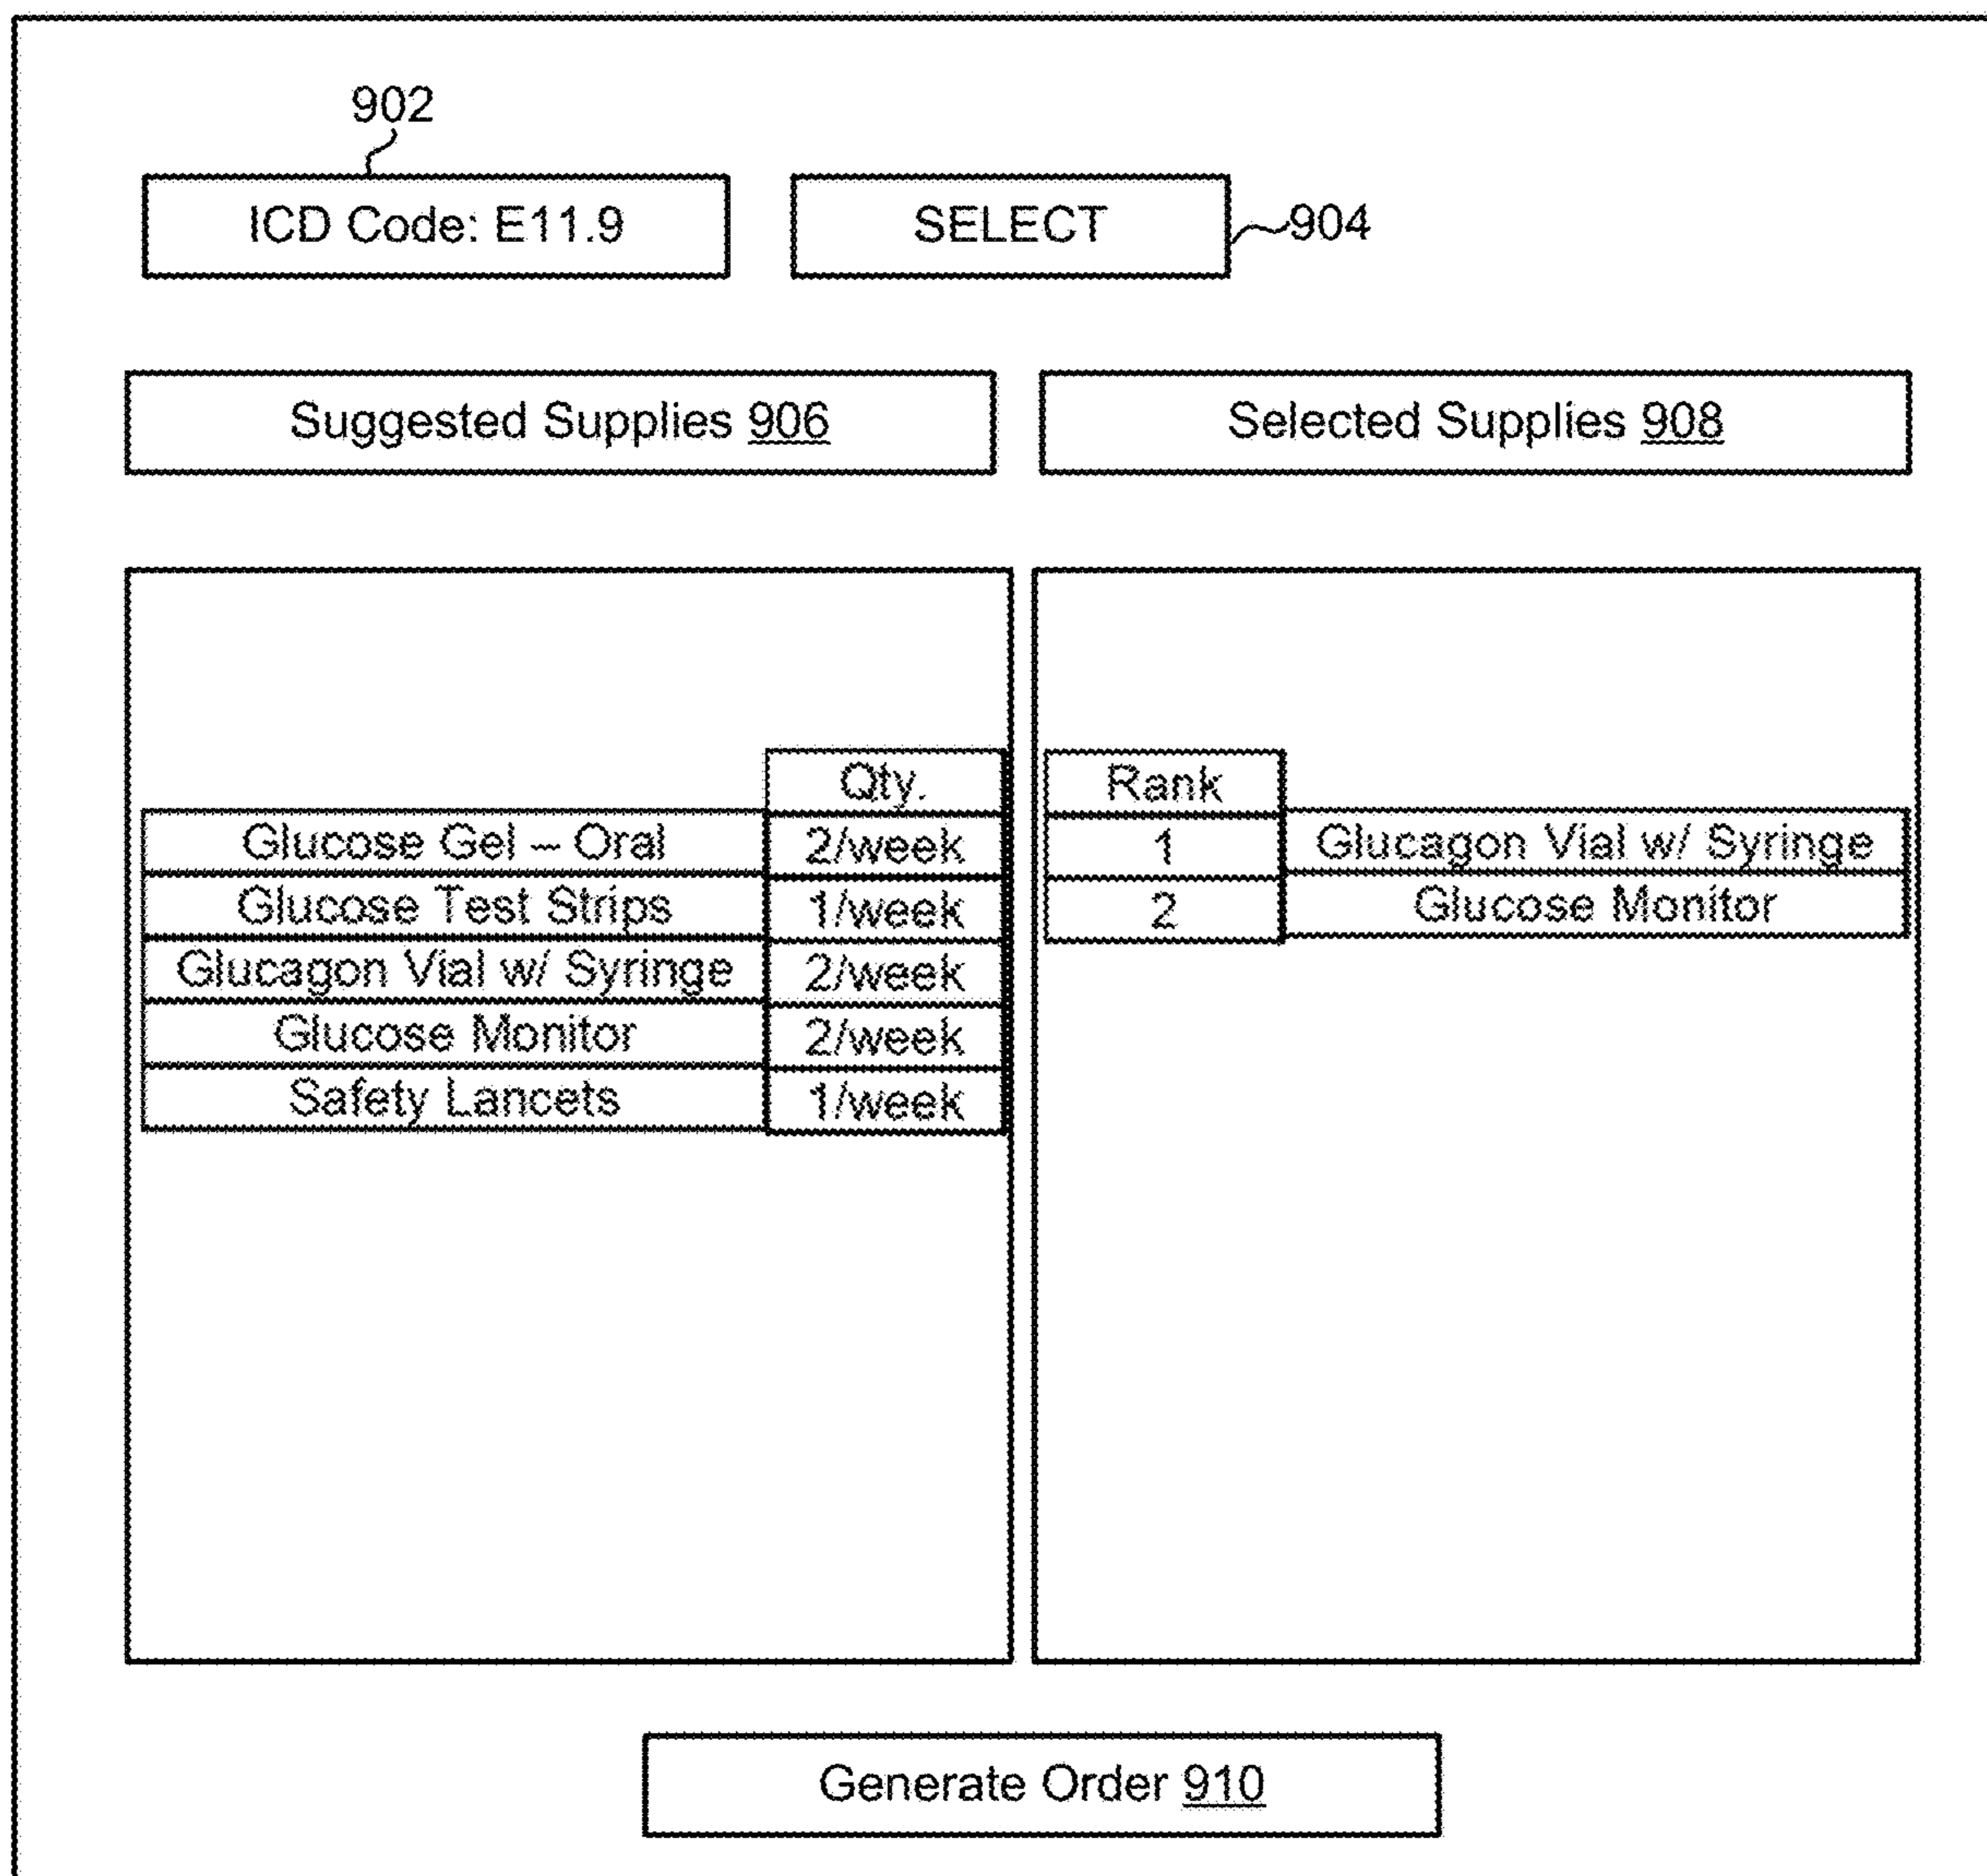 902
ICD Code: E11.9
SELECT
904
Suggested Supplies 906
Selected Supplies 908
Qty.
Glucose Gel – Oral 2/week
Glucose Test Strips 1/week
Glucagon Vial w/ Syringe 2/week
Glucose Monitor 2/week
Safety Lancets 1/week
Rank
1 Glucagon Vial w/ Syringe
2 Glucose Monitor
Generate Order 910